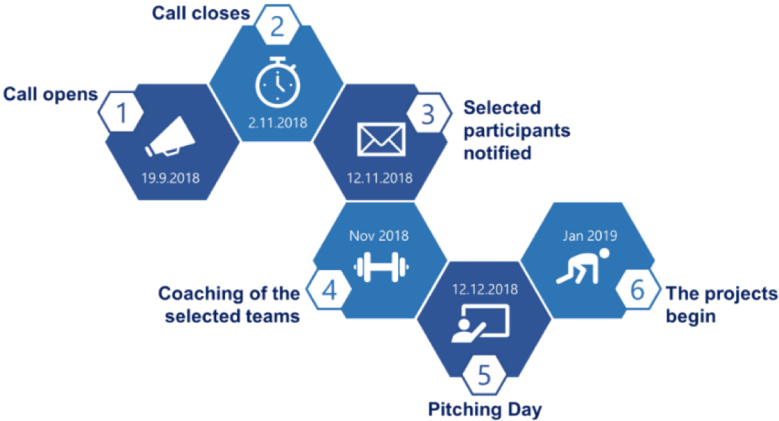 Call opens
1
19.9.2018
Call closes
2
2.11.2018
3
Selected
participants
notified
12.11.2018
Nov 2018
4
Coaching of the
selected teams
12.12.2018
5
Pitching Day
Jan 2019
6
The projects
begin